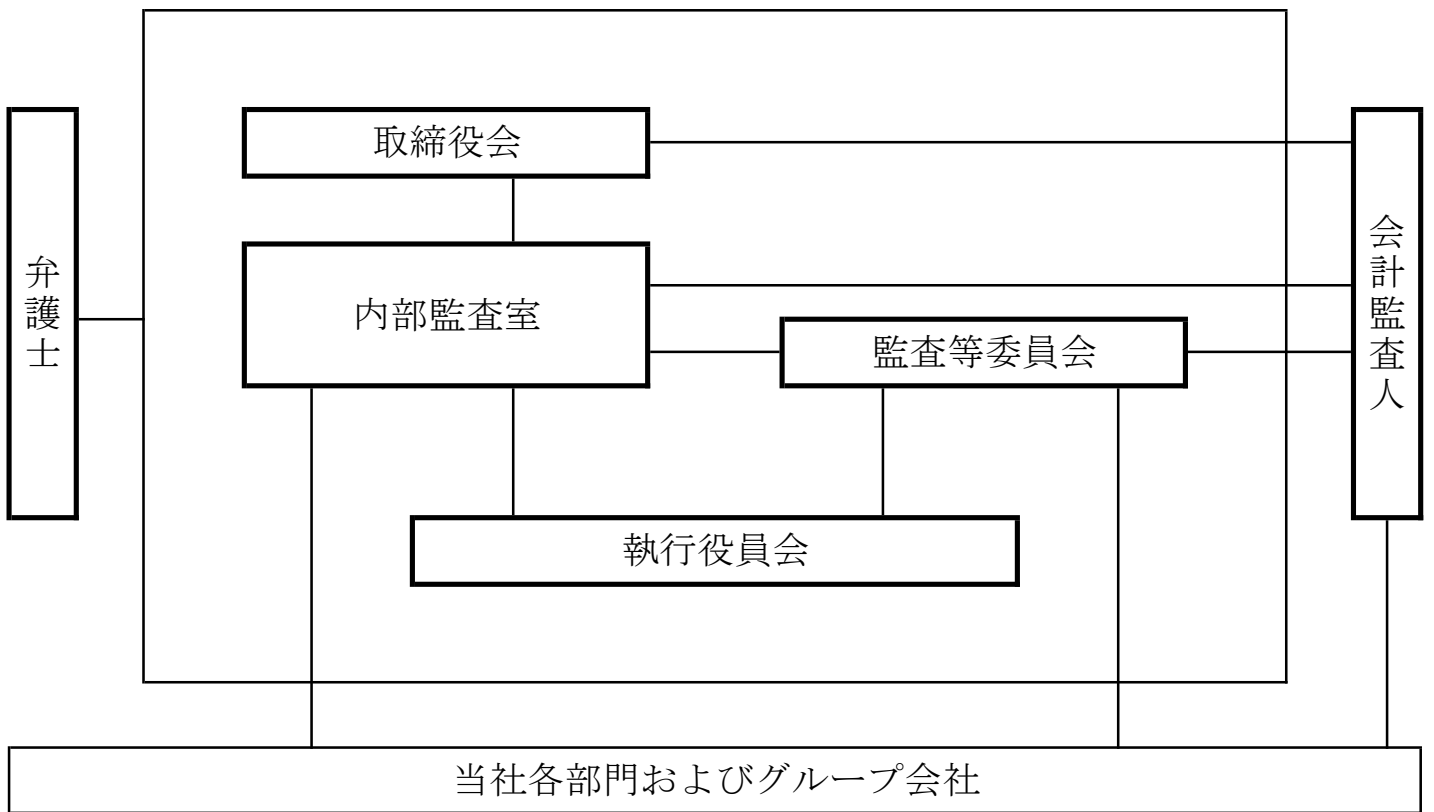 取締役会
弁護士
会計監査人
内部監査室
監査等委員会
執行役員会
当社各部門およびグループ会社